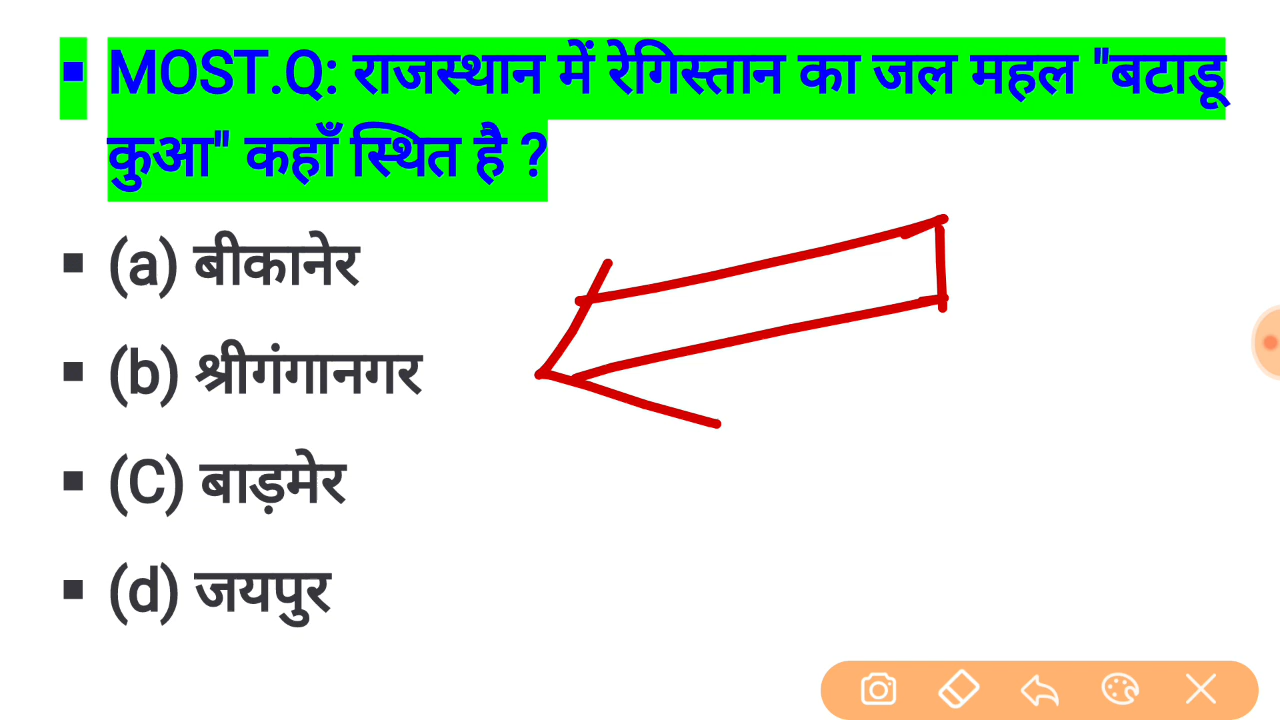 ▪ MOST.Q: राजस्थान में रेगिस्तान का जल महल "बटाडू
कुआ" कहाँ स्थित है ?
▪ (a) बीकानेर
▪ (b) श्रीगंगानगर
▪ (C) बाड़मेर
▪ (d) जयपुर